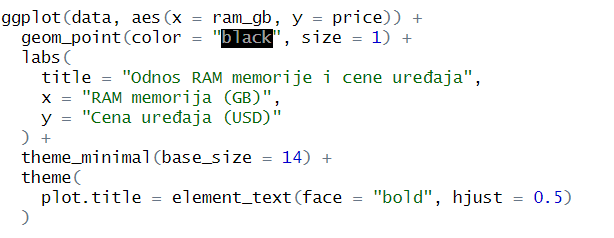 ggplot(data, aes(x = ram_gb, y = price)) +
  geom_point(color = "black", size = 1) +
  labs(
    title = "Odnos RAM memorije i cene uređaja",
    x = "RAM memorija (GB)",
    y = "Cena uređaja (USD)"
  ) +
  theme_minimal(base_size = 14) +
  theme(
    plot.title = element_text(face = "bold", hjust = 0.5)
  )